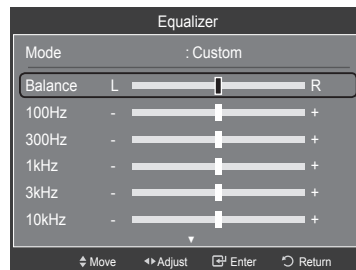 Equalizer
Mode : Custom
Balance L R
100Hz - +
300Hz - +
1kHz - +
3kHz - +
10kHz - +
Move Adjust Enter Return